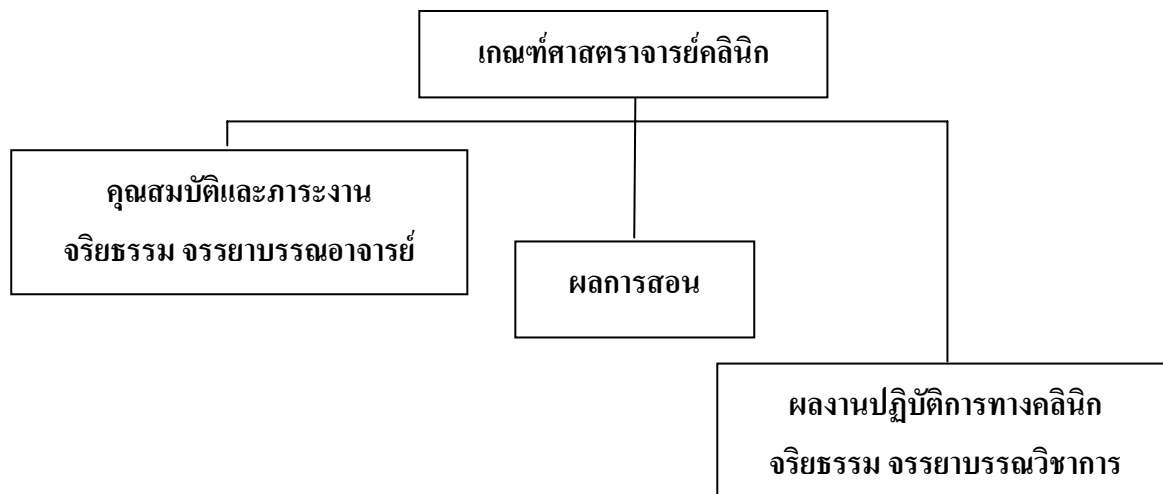 เกณฑ์ศาสตราจารย์คลินิก
คุณสมบัติและภาระงาน
จริยธรรม จรรยาบรรณอาจารย์
ผลการสอน
ผลงานปฏิบัติการทางคลินิก
จริยธรรม จรรยาบรรณวิชาการ